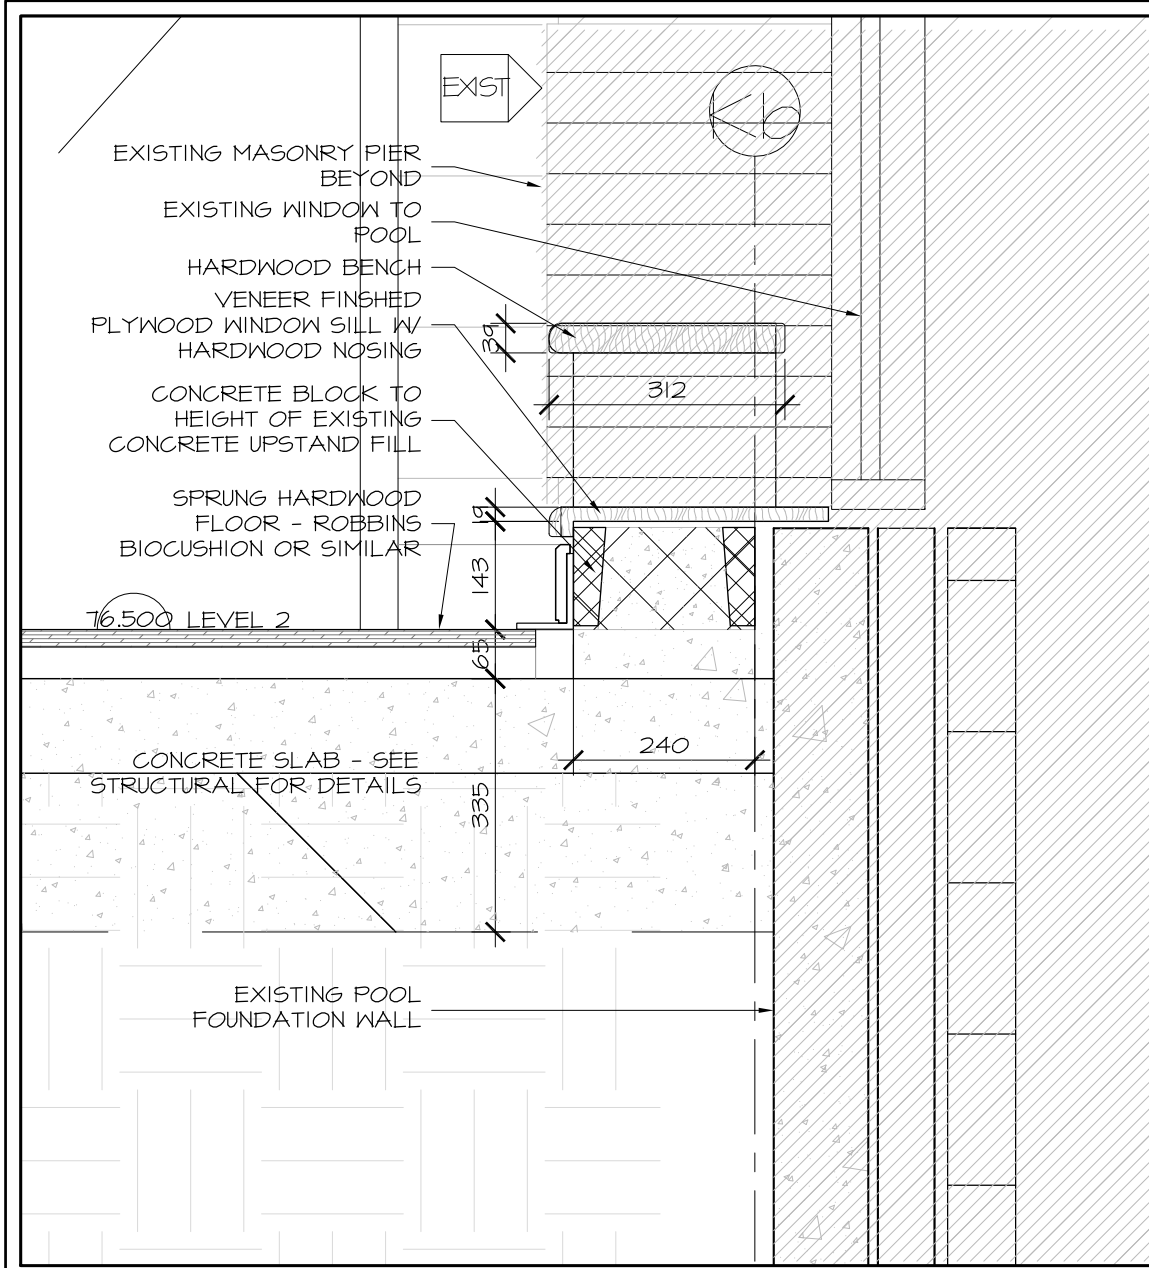 EXIST
K6
EXISTING MASONRY PIER
BEYOND
EXISTING WINDOW TO
POOL
HARDWOOD BENCH
VENEER FINSHED
PLYWOOD WINDOW SILL W/
HARDWOOD NOSING
39
312
CONCRETE BLOCK TO
HEIGHT OF EXISTING
CONCRETE UPSTAND FILL
SPRUNG HARDWOOD
FLOOR - ROBBINS
BIOCUSHION OR SIMILAR
19
143
76.500 LEVEL 2
65
240
CONCRETE SLAB - SEE
STRUCTURAL FOR DETAILS
335
EXISTING POOL
FOUNDATION WALL